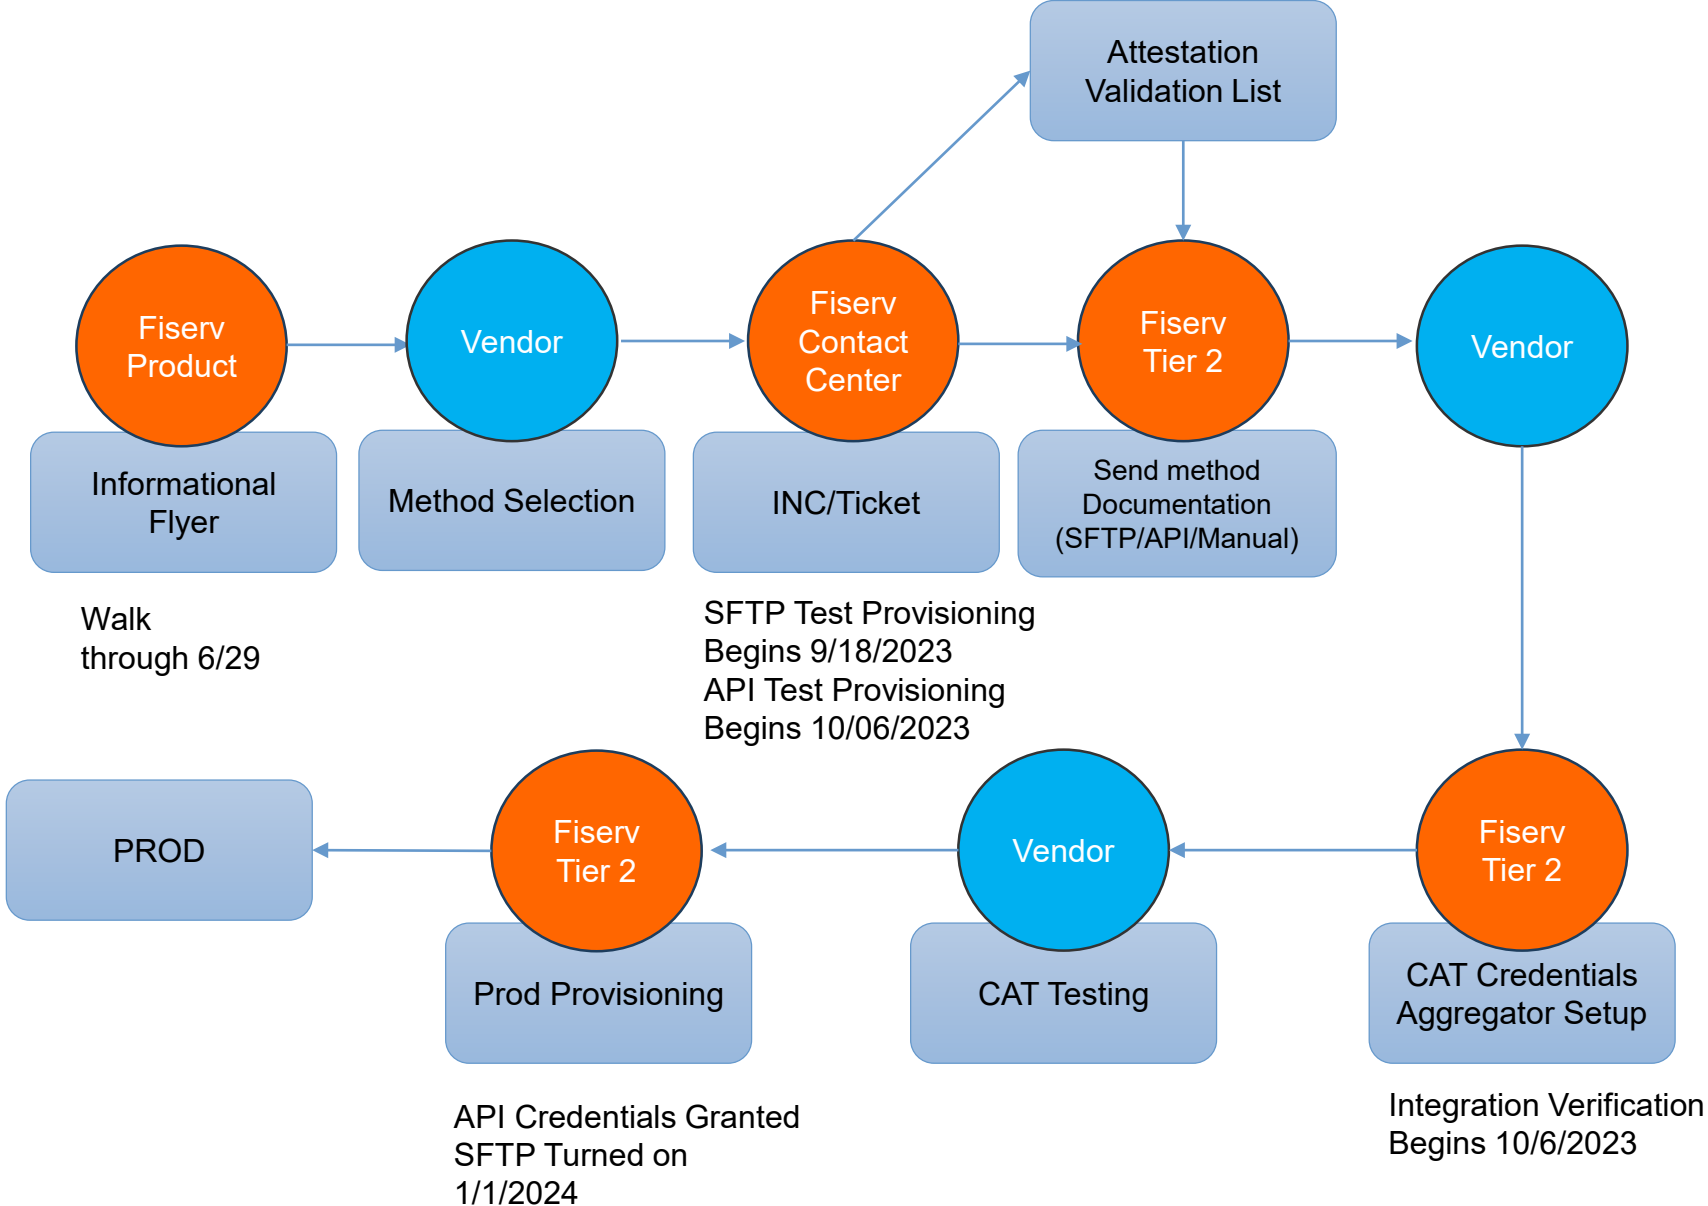 Attestation
Validation List
Fiserv
Product
Vendor
Fiserv
Contact
Center
Fiserv
Tier 2
Vendor
Informational
Flyer
Method Selection
INC/Ticket
Send method
Documentation
(SFTP/API/Manual)
Walk
through 6/29
SFTP Test Provisioning
Begins 9/18/2023
API Test Provisioning
Begins 10/06/2023
PROD
Fiserv
Tier 2
Vendor
Fiserv
Tier 2
Prod Provisioning
CAT Testing
CAT Credentials
Aggregator Setup
API Credentials Granted
SFTP Turned on
1/1/2024
Integration Verification
Begins 10/6/2023